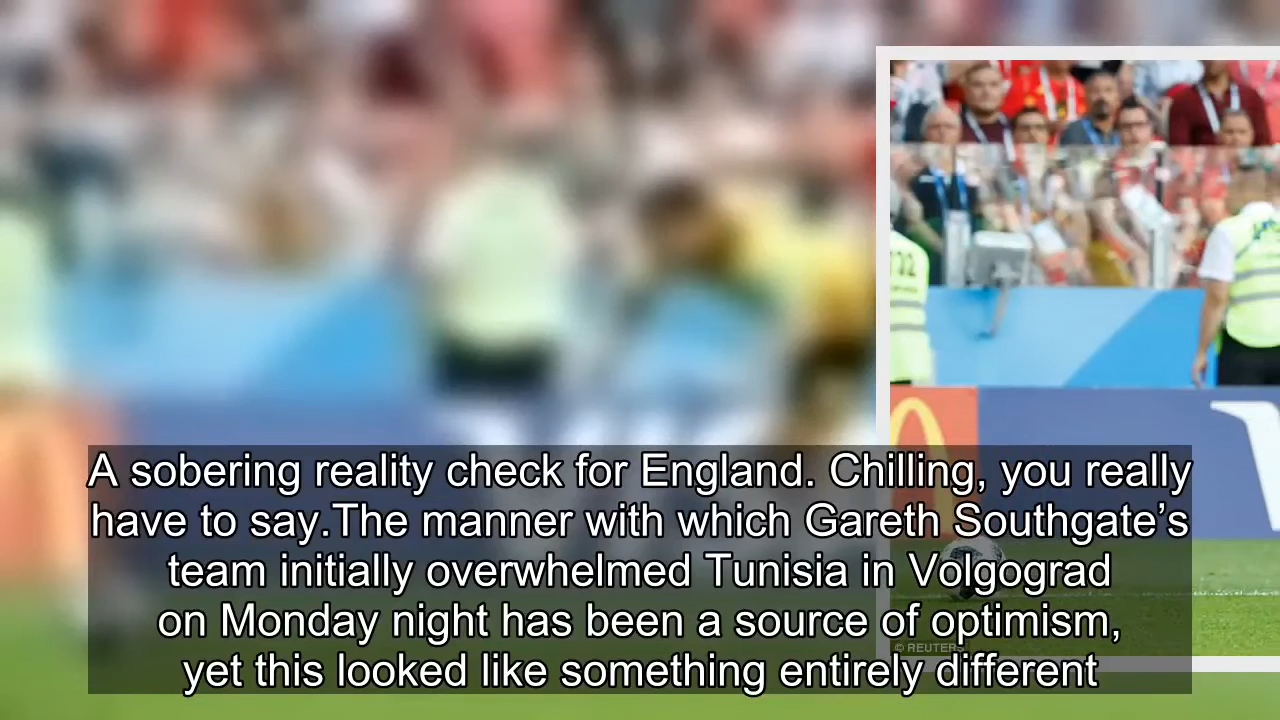 22
A sobering reality check for England. Chilling, you really
have to say.The manner with which Gareth Southgate’s
team initially overwhelmed Tunisia in Volgograd
on Monday night has been a source of optimism,
yet this looked like something entirely different
© REUTERS